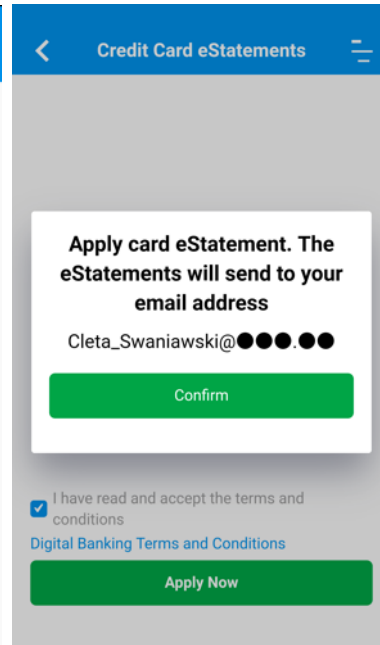 Credit Card eStatements
Apply card eStatement. The
eStatements will send to your
email address
Cleta_Swaniawski@●●●.●●
Confirm
I have read and accept the terms and
conditions
Digital Banking Terms and Conditions
Apply Now